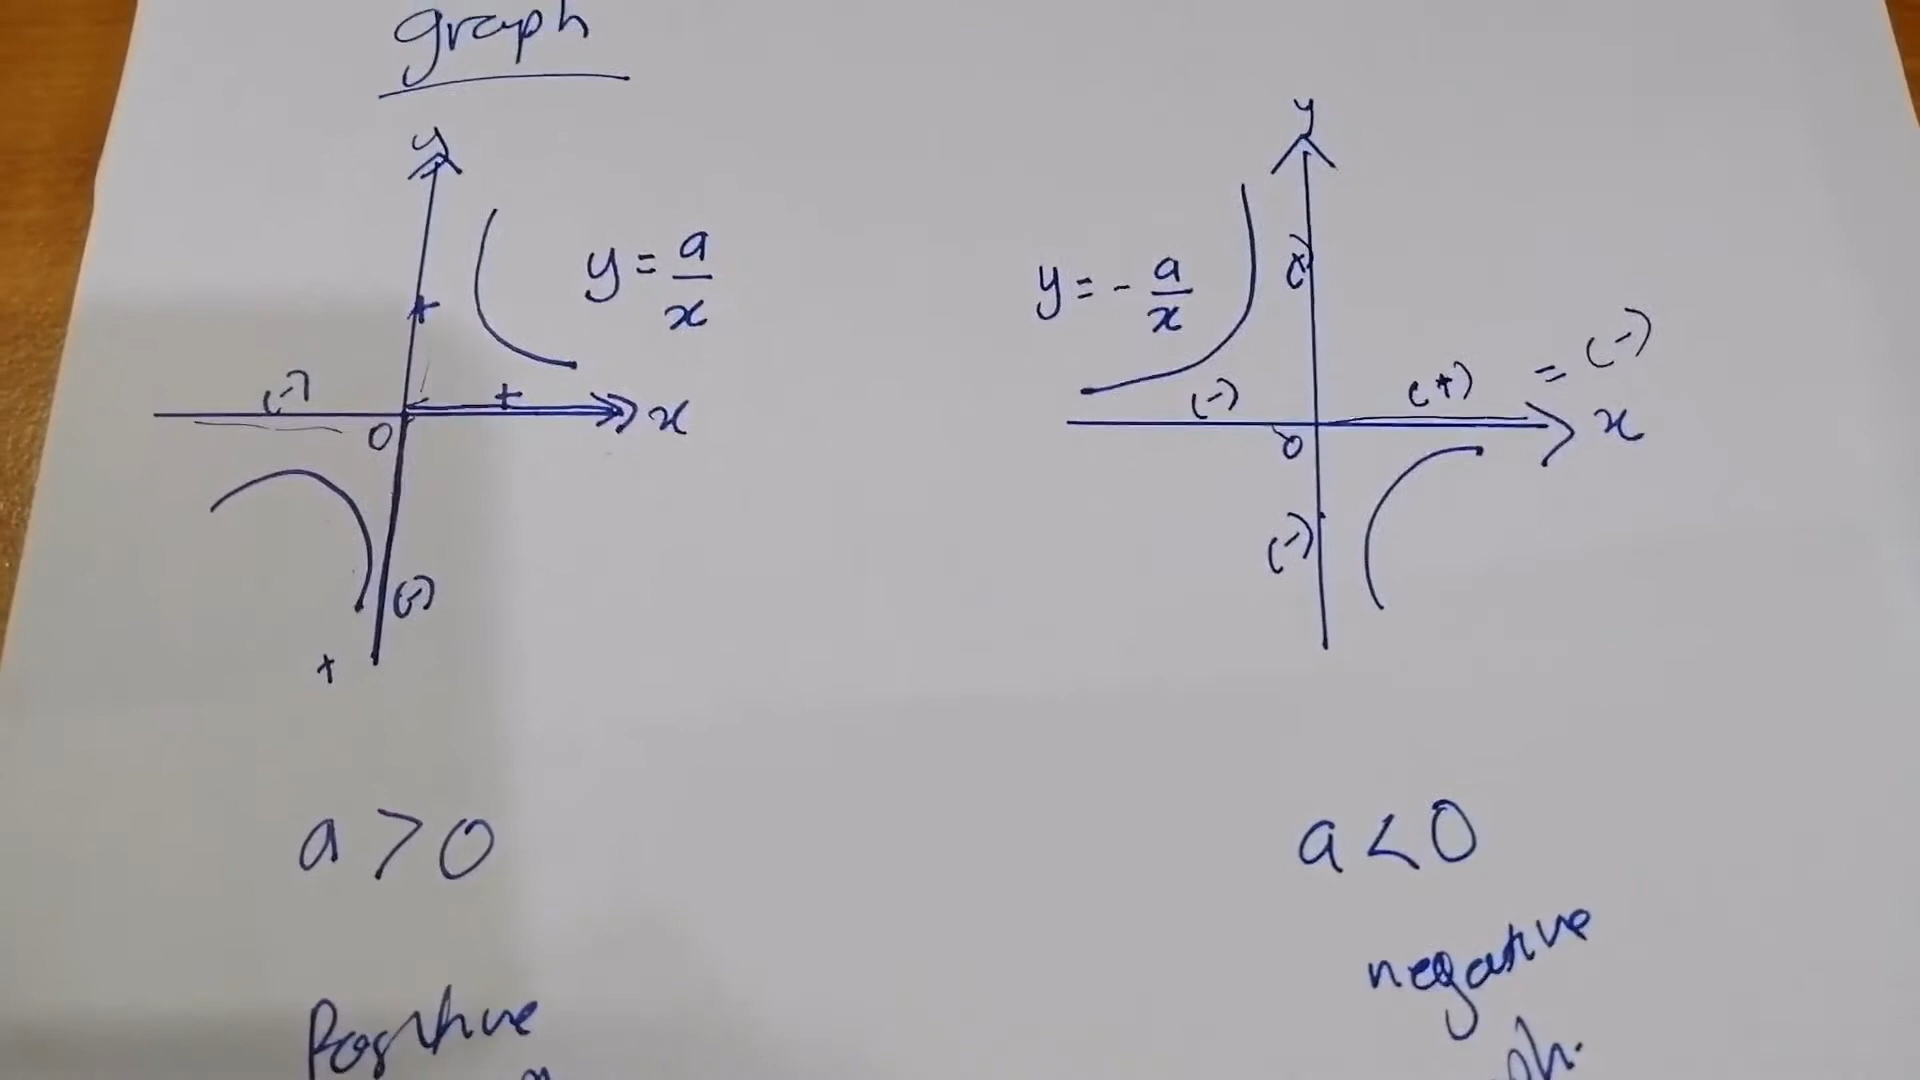 graph
y
y = a/x
+
(-)
+
x
0
(-)
+
y
y = - a/x
(-)
(+)
= (-)
x
0
(-)
a > 0
a < 0
Positive
negative